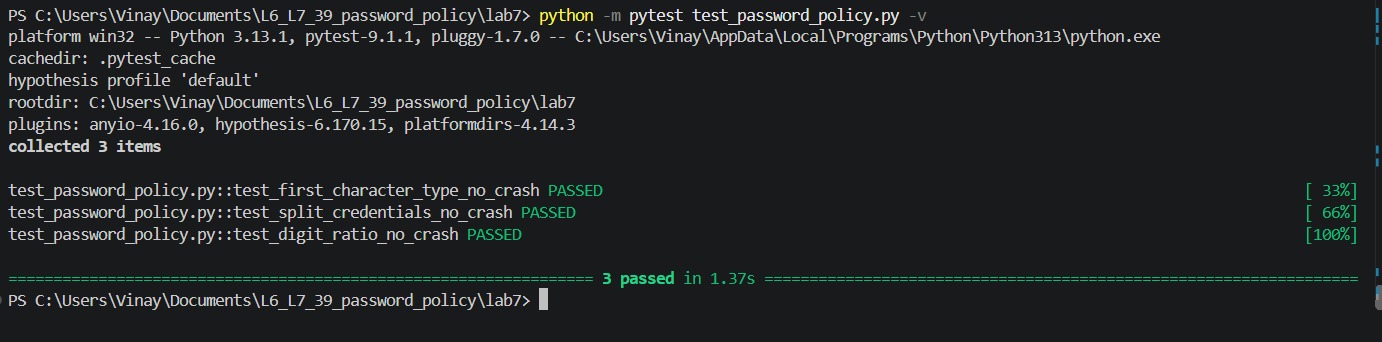 PS C:\Users\Vinay\Documents\L6_L7_39_password_policy\lab7> python -m pytest test_password_policy.py -v
platform win32 -- Python 3.13.1, pytest-9.1.1, pluggy-1.7.0 -- C:\Users\Vinay\AppData\Local\Programs\Python\Python313\python.exe
cachedir: .pytest_cache
hypothesis profile 'default'
rootdir: C:\Users\Vinay\Documents\L6_L7_39_password_policy\lab7
plugins: anyio-4.16.0, hypothesis-6.170.15, platformdirs-4.14.3
collected 3 items
test_password_policy.py::test_first_character_type_no_crash PASSED [ 33%]
test_password_policy.py::test_split_credentials_no_crash PASSED [ 66%]
test_password_policy.py::test_digit_ratio_no_crash PASSED [100%]
=============================================================== 3 passed in 1.37s ================================================================
PS C:\Users\Vinay\Documents\L6_L7_39_password_policy\lab7>